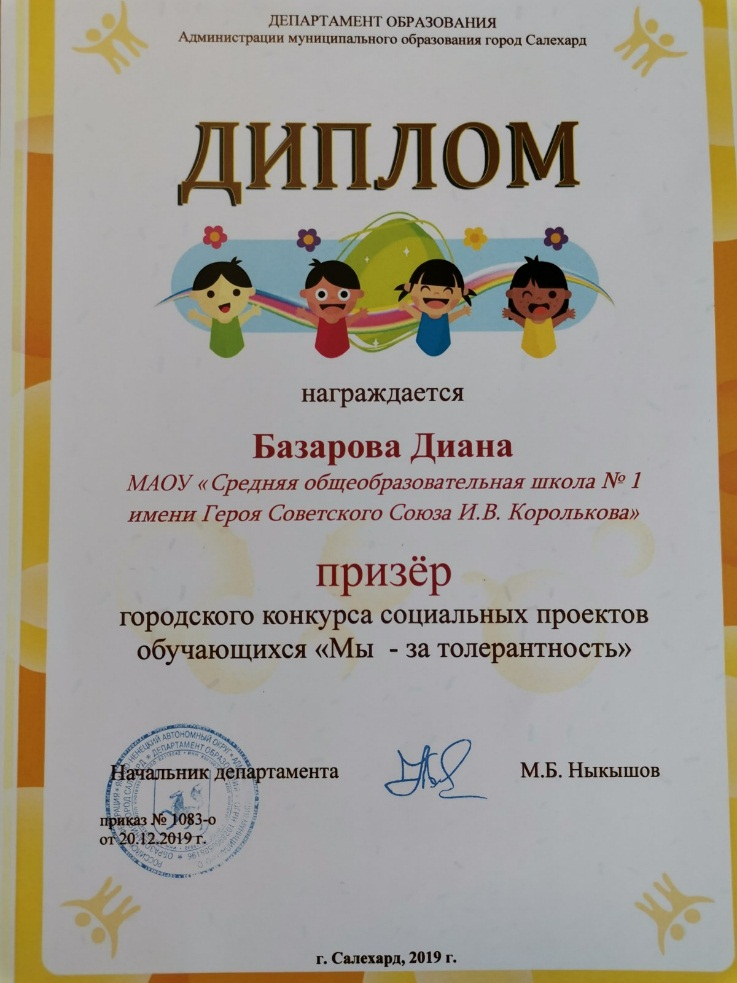 ДЕПАРТАМЕНТ ОБРАЗОВАНИЯ
Администрации муниципального образования город Салехард
ДИПЛОМ
награждается
Базарова Диана
МАОУ «Средняя общеобразовательная школа № 1
имени Героя Советского Союза И.В. Королькова»
призёр
городского конкурса социальных проектов
обучающихся «Мы - за толерантность»
Начальник департамента
М.Б. Ныкышов
приказ № 1083-о
от 20.12.2019 г.
г. Салехард, 2019 г.